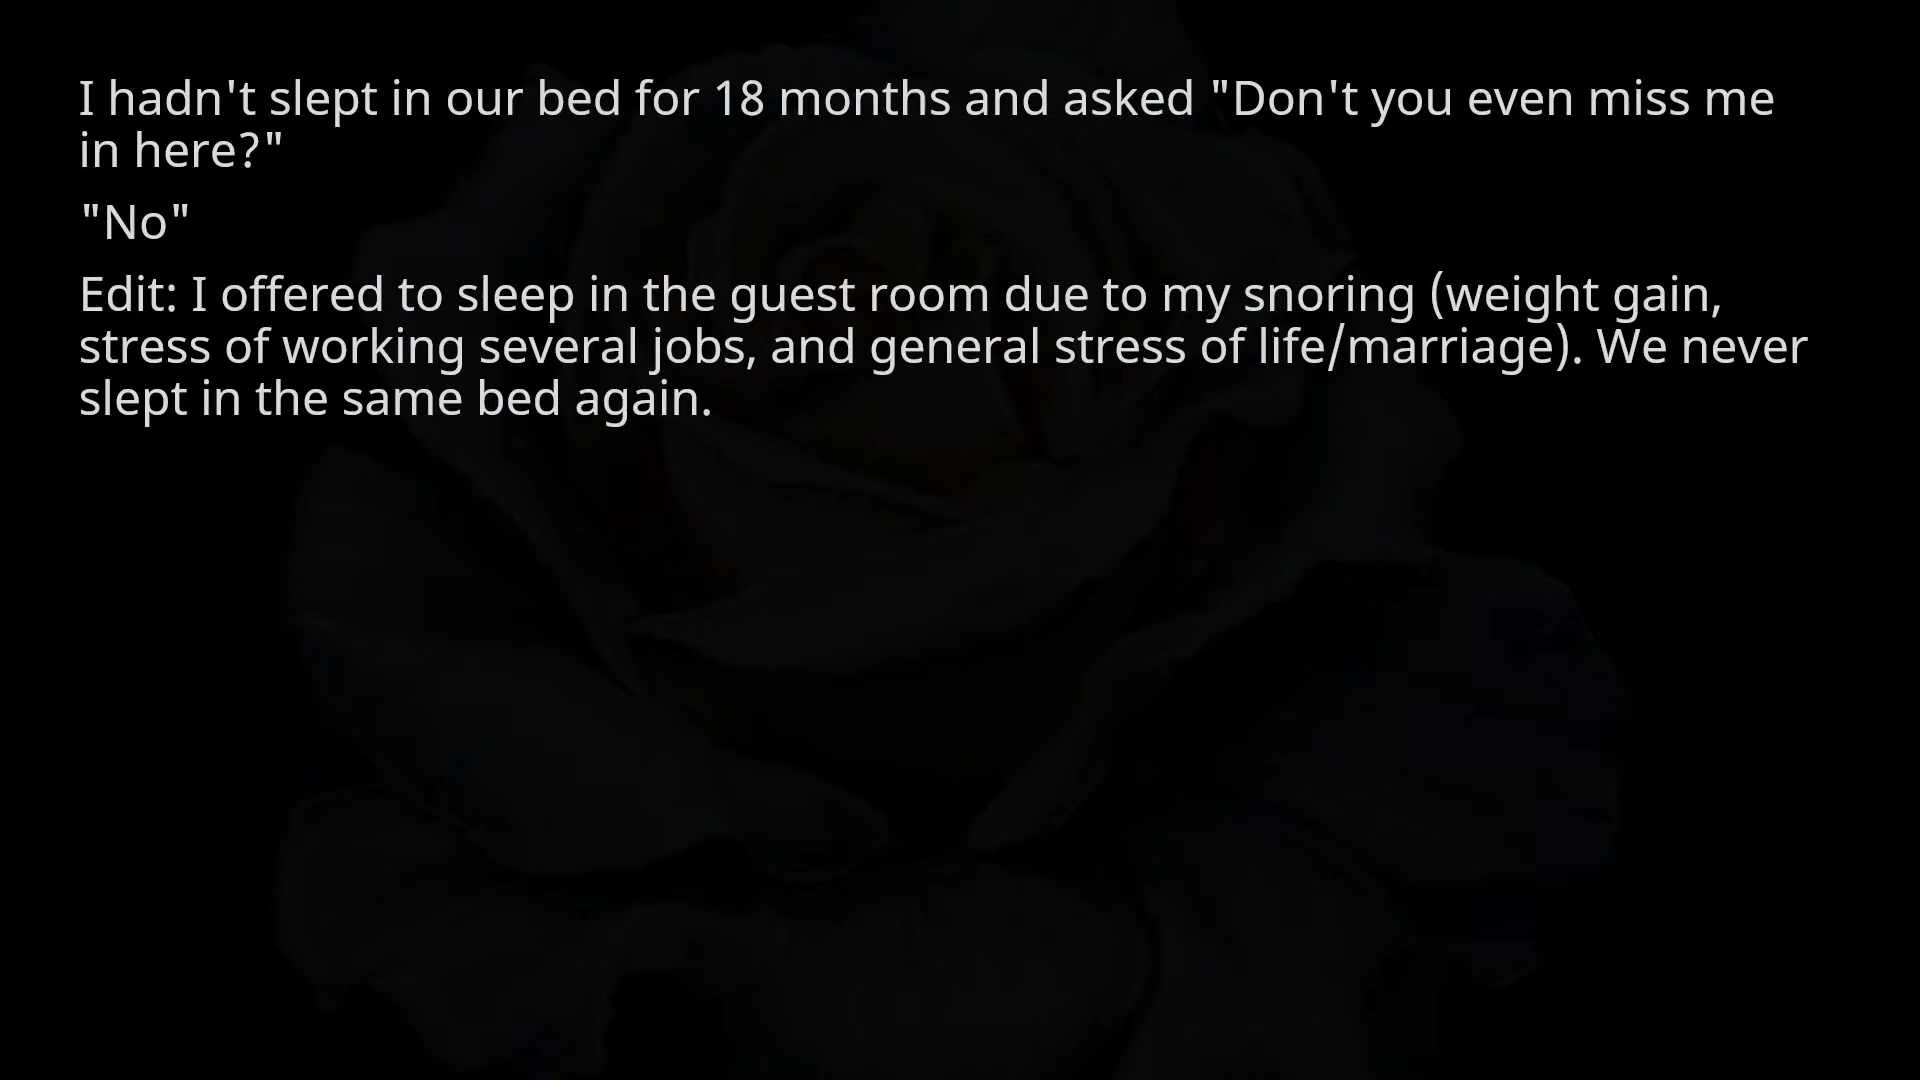 I hadn't slept in our bed for 18 months and asked "Don't you even miss me
in here?"
"No"
Edit: I offered to sleep in the guest room due to my snoring (weight gain,
stress of working several jobs, and general stress of life/marriage). We never
slept in the same bed again.